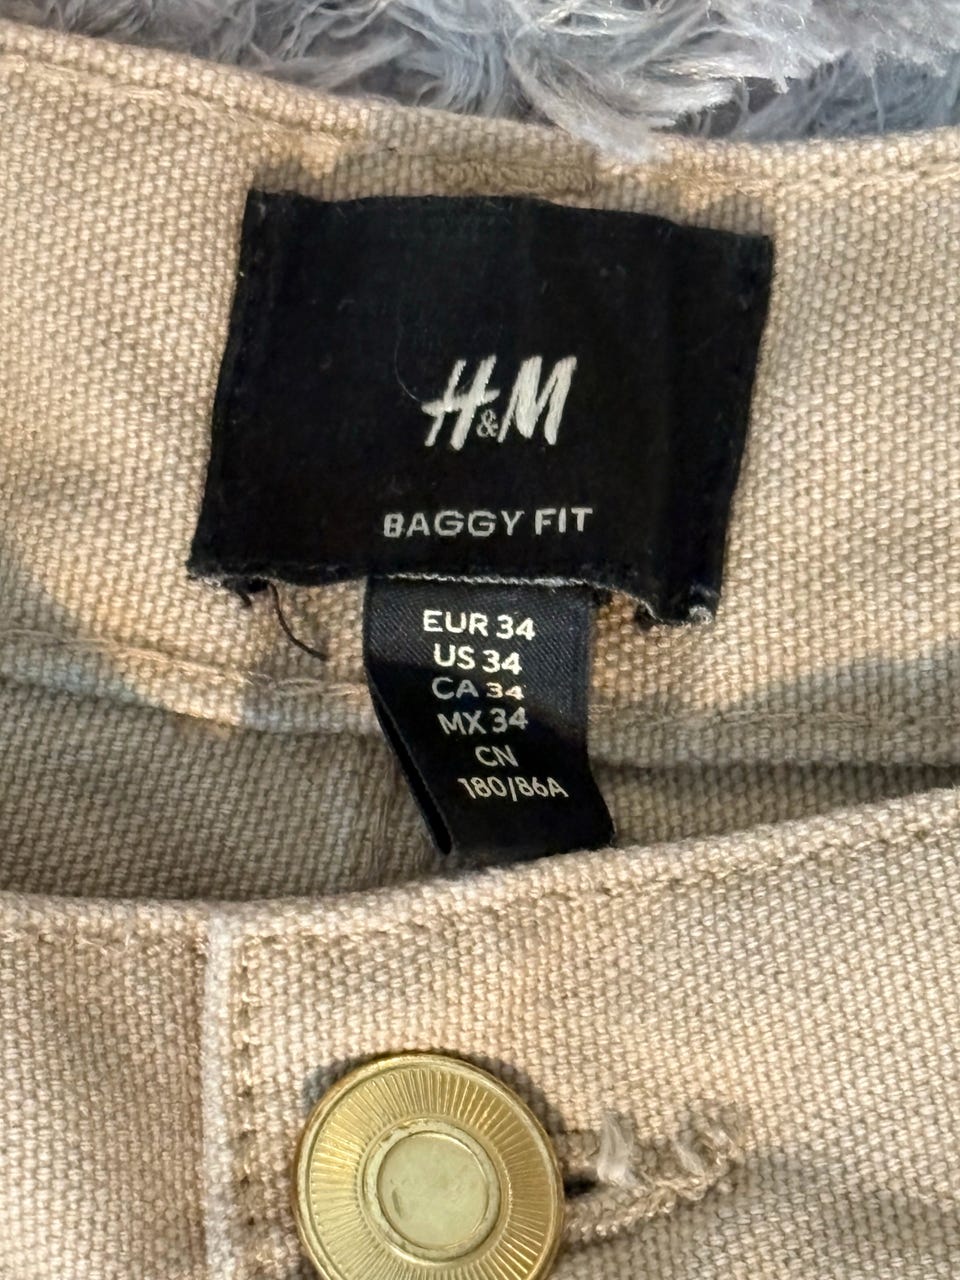 H&M
BAGGY FIT
EUR 34
US 34
CA 34
MX 34
CN
180/86A